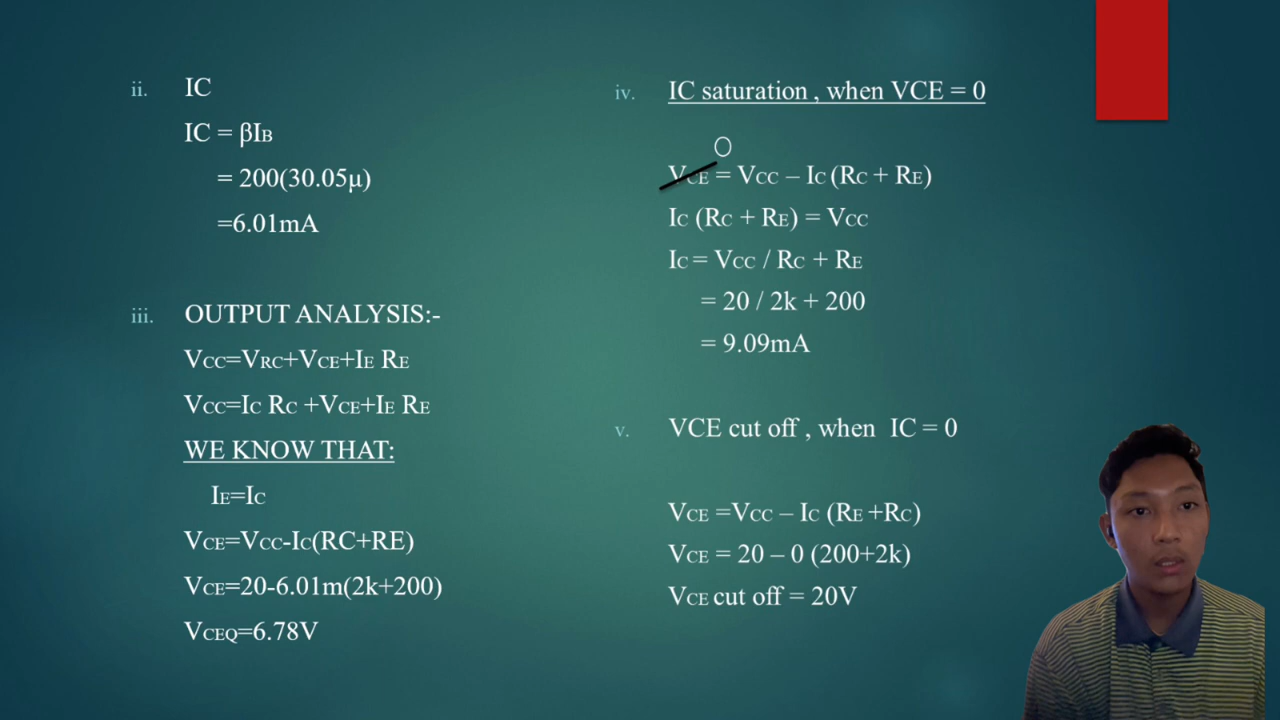 ii. IC
IC = βIB
= 200(30.05μ)
=6.01mA
iii. OUTPUT ANALYSIS:-
VCC=VRC+VCE+IE RE
VCC=IC RC +VCE+IE RE
WE KNOW THAT:
IE=IC
VCE=VCC-IC(RC+RE)
VCE=20-6.01m(2k+200)
VCEQ=6.78V
iv. IC saturation , when VCE = 0
O
VCE = VCC – IC (RC + RE)
IC (RC + RE) = VCC
IC = VCC / RC + RE
= 20 / 2k + 200
= 9.09mA
v. VCE cut off , when IC = 0
VCE =VCC – IC (RE +RC)
VCE = 20 – 0 (200+2k)
VCE cut off = 20V